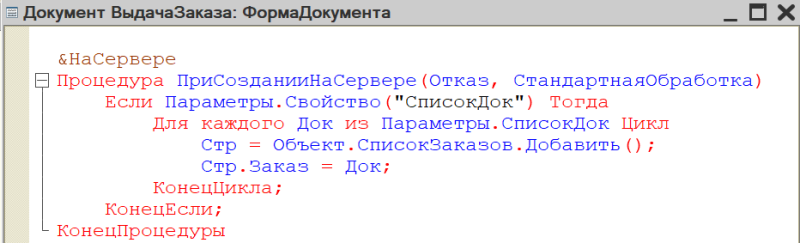 Документ ВыдачаЗаказа: ФормаДокумента
&НаСервере
Процедура ПриСозданииНаСервере(Отказ, СтандартнаяОбработка)
Если Параметры.Свойство("СписокДок") Тогда
Для каждого Док из Параметры.СписокДок Цикл
Стр = Объект.СписокЗаказов.Добавить();
Стр.Заказ = Док;
КонецЦикла;
КонецЕсли;
КонецПроцедуры